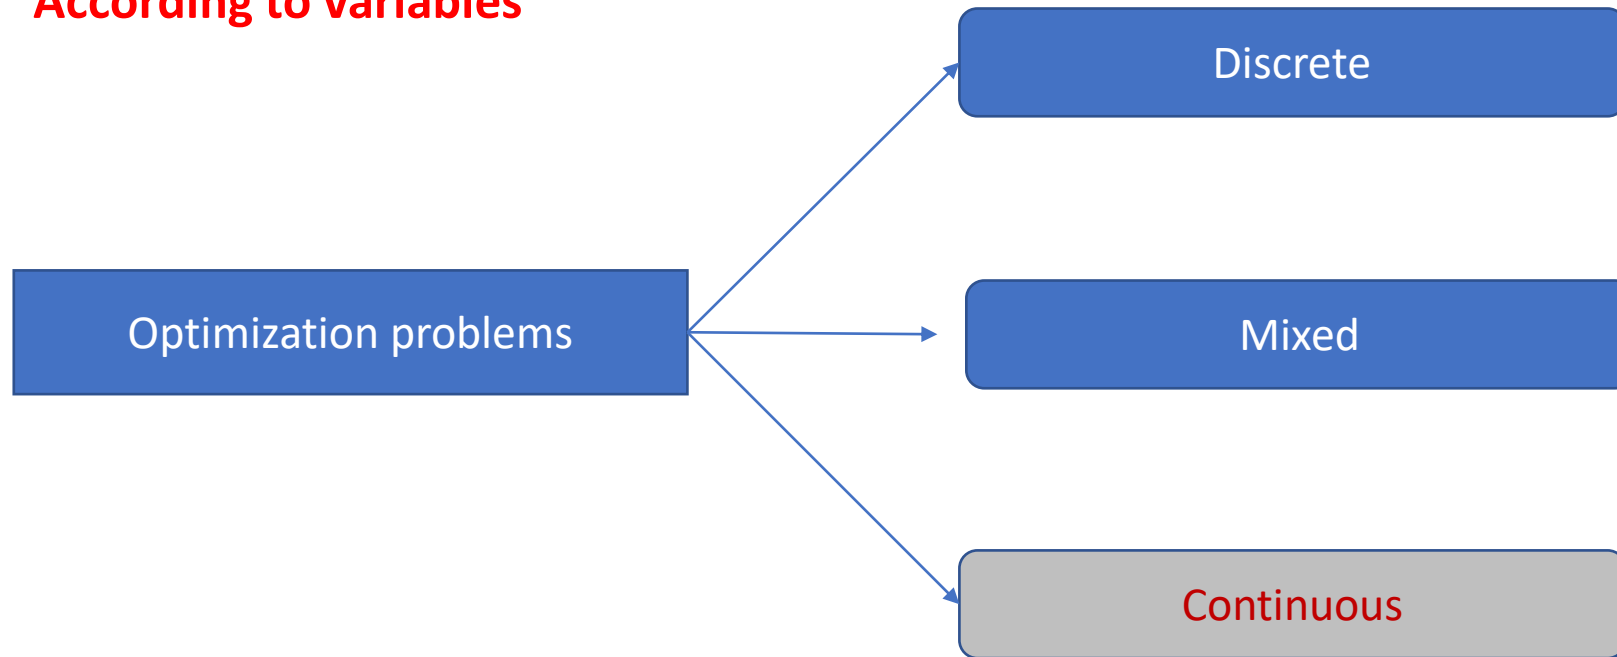 According to variables
Discrete
Optimization problems
Mixed
Continuous